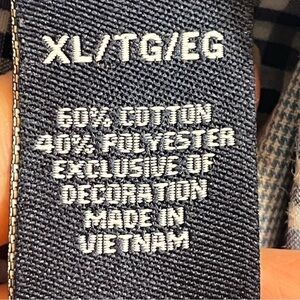 XL/TG/EG
60% COTTON
40% POLYESTER
EXCLUSIVE OF
DECORATION
MADE IN
VIETNAM